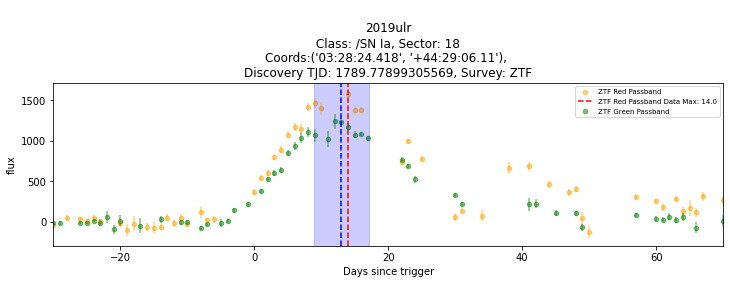 2019ulr
Class: /SN Ia, Sector: 18
Coords:('03:28:24.418', '+44:29:06.11'),
Discovery TJD: 1789.77899305569, Survey: ZTF
ZTF Red Passband
ZTF Red Passband Data Max: 14.0
ZTF Green Passband
1500
1000
500
0
flux
−20
0
20
40
60
Days since trigger